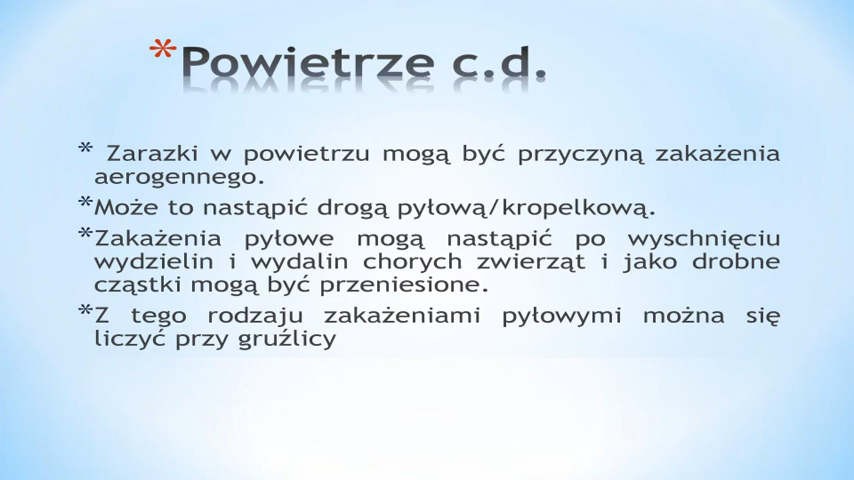 *Powietrze c.d.
* Zarazki w powietrzu mogą być przyczyną zakażenia
aerogennego.
*Może to nastąpić drogą pyłową/kropelkową.
*Zakażenia pyłowe mogą nastąpić po wyschnięciu
wydzielin i wydalin chorych zwierząt i jako drobne
cząstki mogą być przeniesione.
*Z tego rodzaju zakażeniami pyłowymi można się
liczyć przy gruźlicy